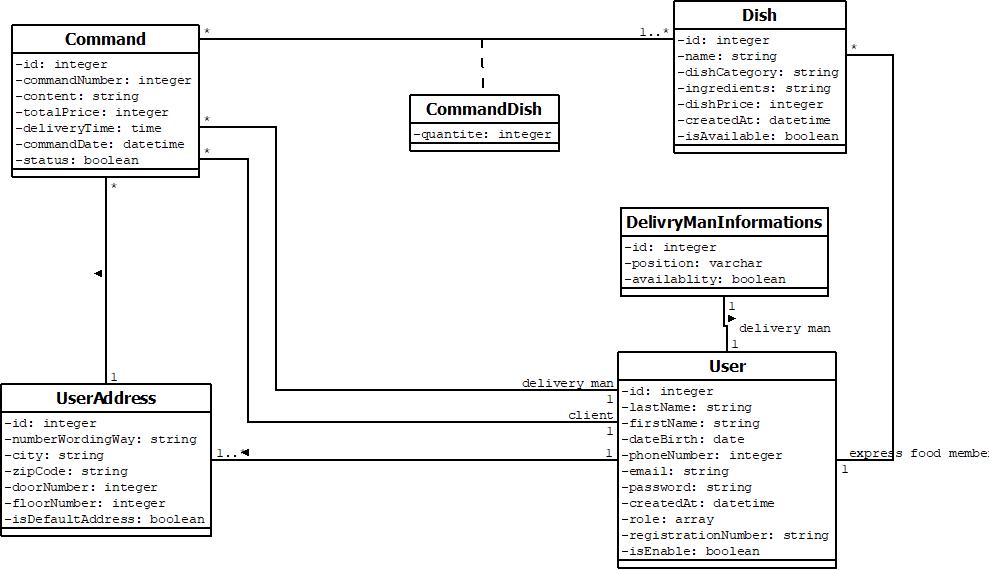 Command
-id: integer
-commandNumber: integer
-content: string
-totalPrice: integer
-deliveryTime: time
-commandDate: datetime
-status: boolean
*
1..*
CommandDish
-quantite: integer
Dish
-id: integer
-name: string
-dishCategory: string
-ingredients: string
-dishPrice: integer
-createdAt: datetime
-isAvailable: boolean
*
*
*
*
DelivryManInformations
-id: integer
-position: varchar
-availablity: boolean
1
delivery man
1
delivery man
1
client
1
1
UserAddress
-id: integer
-numberWordingWay: string
-city: string
-zipCode: string
-doorNumber: integer
-floorNumber: integer
-isDefaultAddress: boolean
1..*
1
User
-id: integer
-lastName: string
-firstName: string
-dateBirth: date
-phoneNumber: integer
-email: string
-password: string
-createdAt: datetime
-role: array
-registrationNumber: string
-isEnable: boolean
express food membe
1